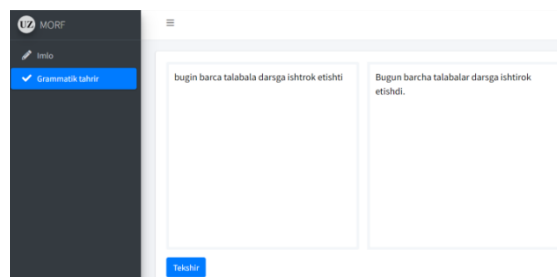 UZ MORF
Imlo
Grammatik tahrir
bugin barca talabala darsga ishtrok etishti
Bugun barcha talabalar darsga ishtirok
etishdi.
Tekshir